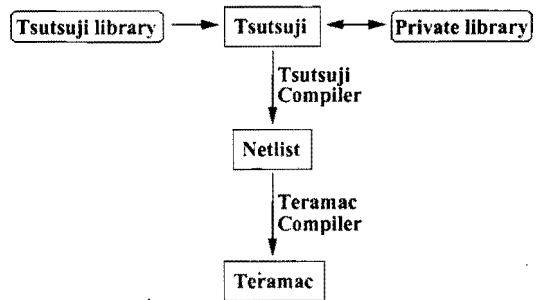 Tsutsuji library
Tsutsuji
Private library
Tsutsuji
Compiler
Netlist
Teramac
Compiler
Teramac